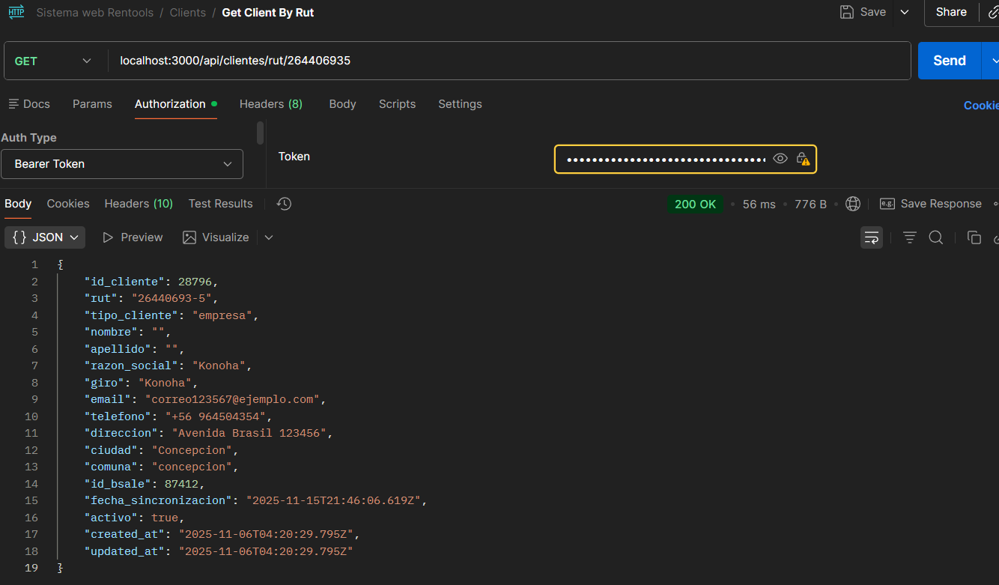 HTTP Sistema web Rentools / Clients / Get Client By Rut Save Share
GET localhost:3000/api/clientes/rut/264406935 Send
Docs Params Authorization Headers (8) Body Scripts Settings Cookie
Auth Type
Bearer Token
Token
Body Cookies Headers (10) Test Results 200 OK • 56 ms • 776 B • e.g. Save Response
{} JSON Preview Visualize
1 {
2 "id_cliente": 28796,
3 "rut": "26440693-5",
4 "tipo_cliente": "empresa",
5 "nombre": "",
6 "apellido": "",
7 "razon_social": "Konoha",
8 "giro": "Konoha",
9 "email": "correo123567@ejemplo.com",
10 "telefono": "+56 964504354",
11 "direccion": "Avenida Brasil 123456",
12 "ciudad": "Concepcion",
13 "comuna": "concepcion",
14 "id_bsale": 87412,
15 "fecha_sincronizacion": "2025-11-15T21:46:06.619Z",
16 "activo": true,
17 "created_at": "2025-11-06T04:20:29.795Z",
18 "updated_at": "2025-11-06T04:20:29.795Z"
19 }